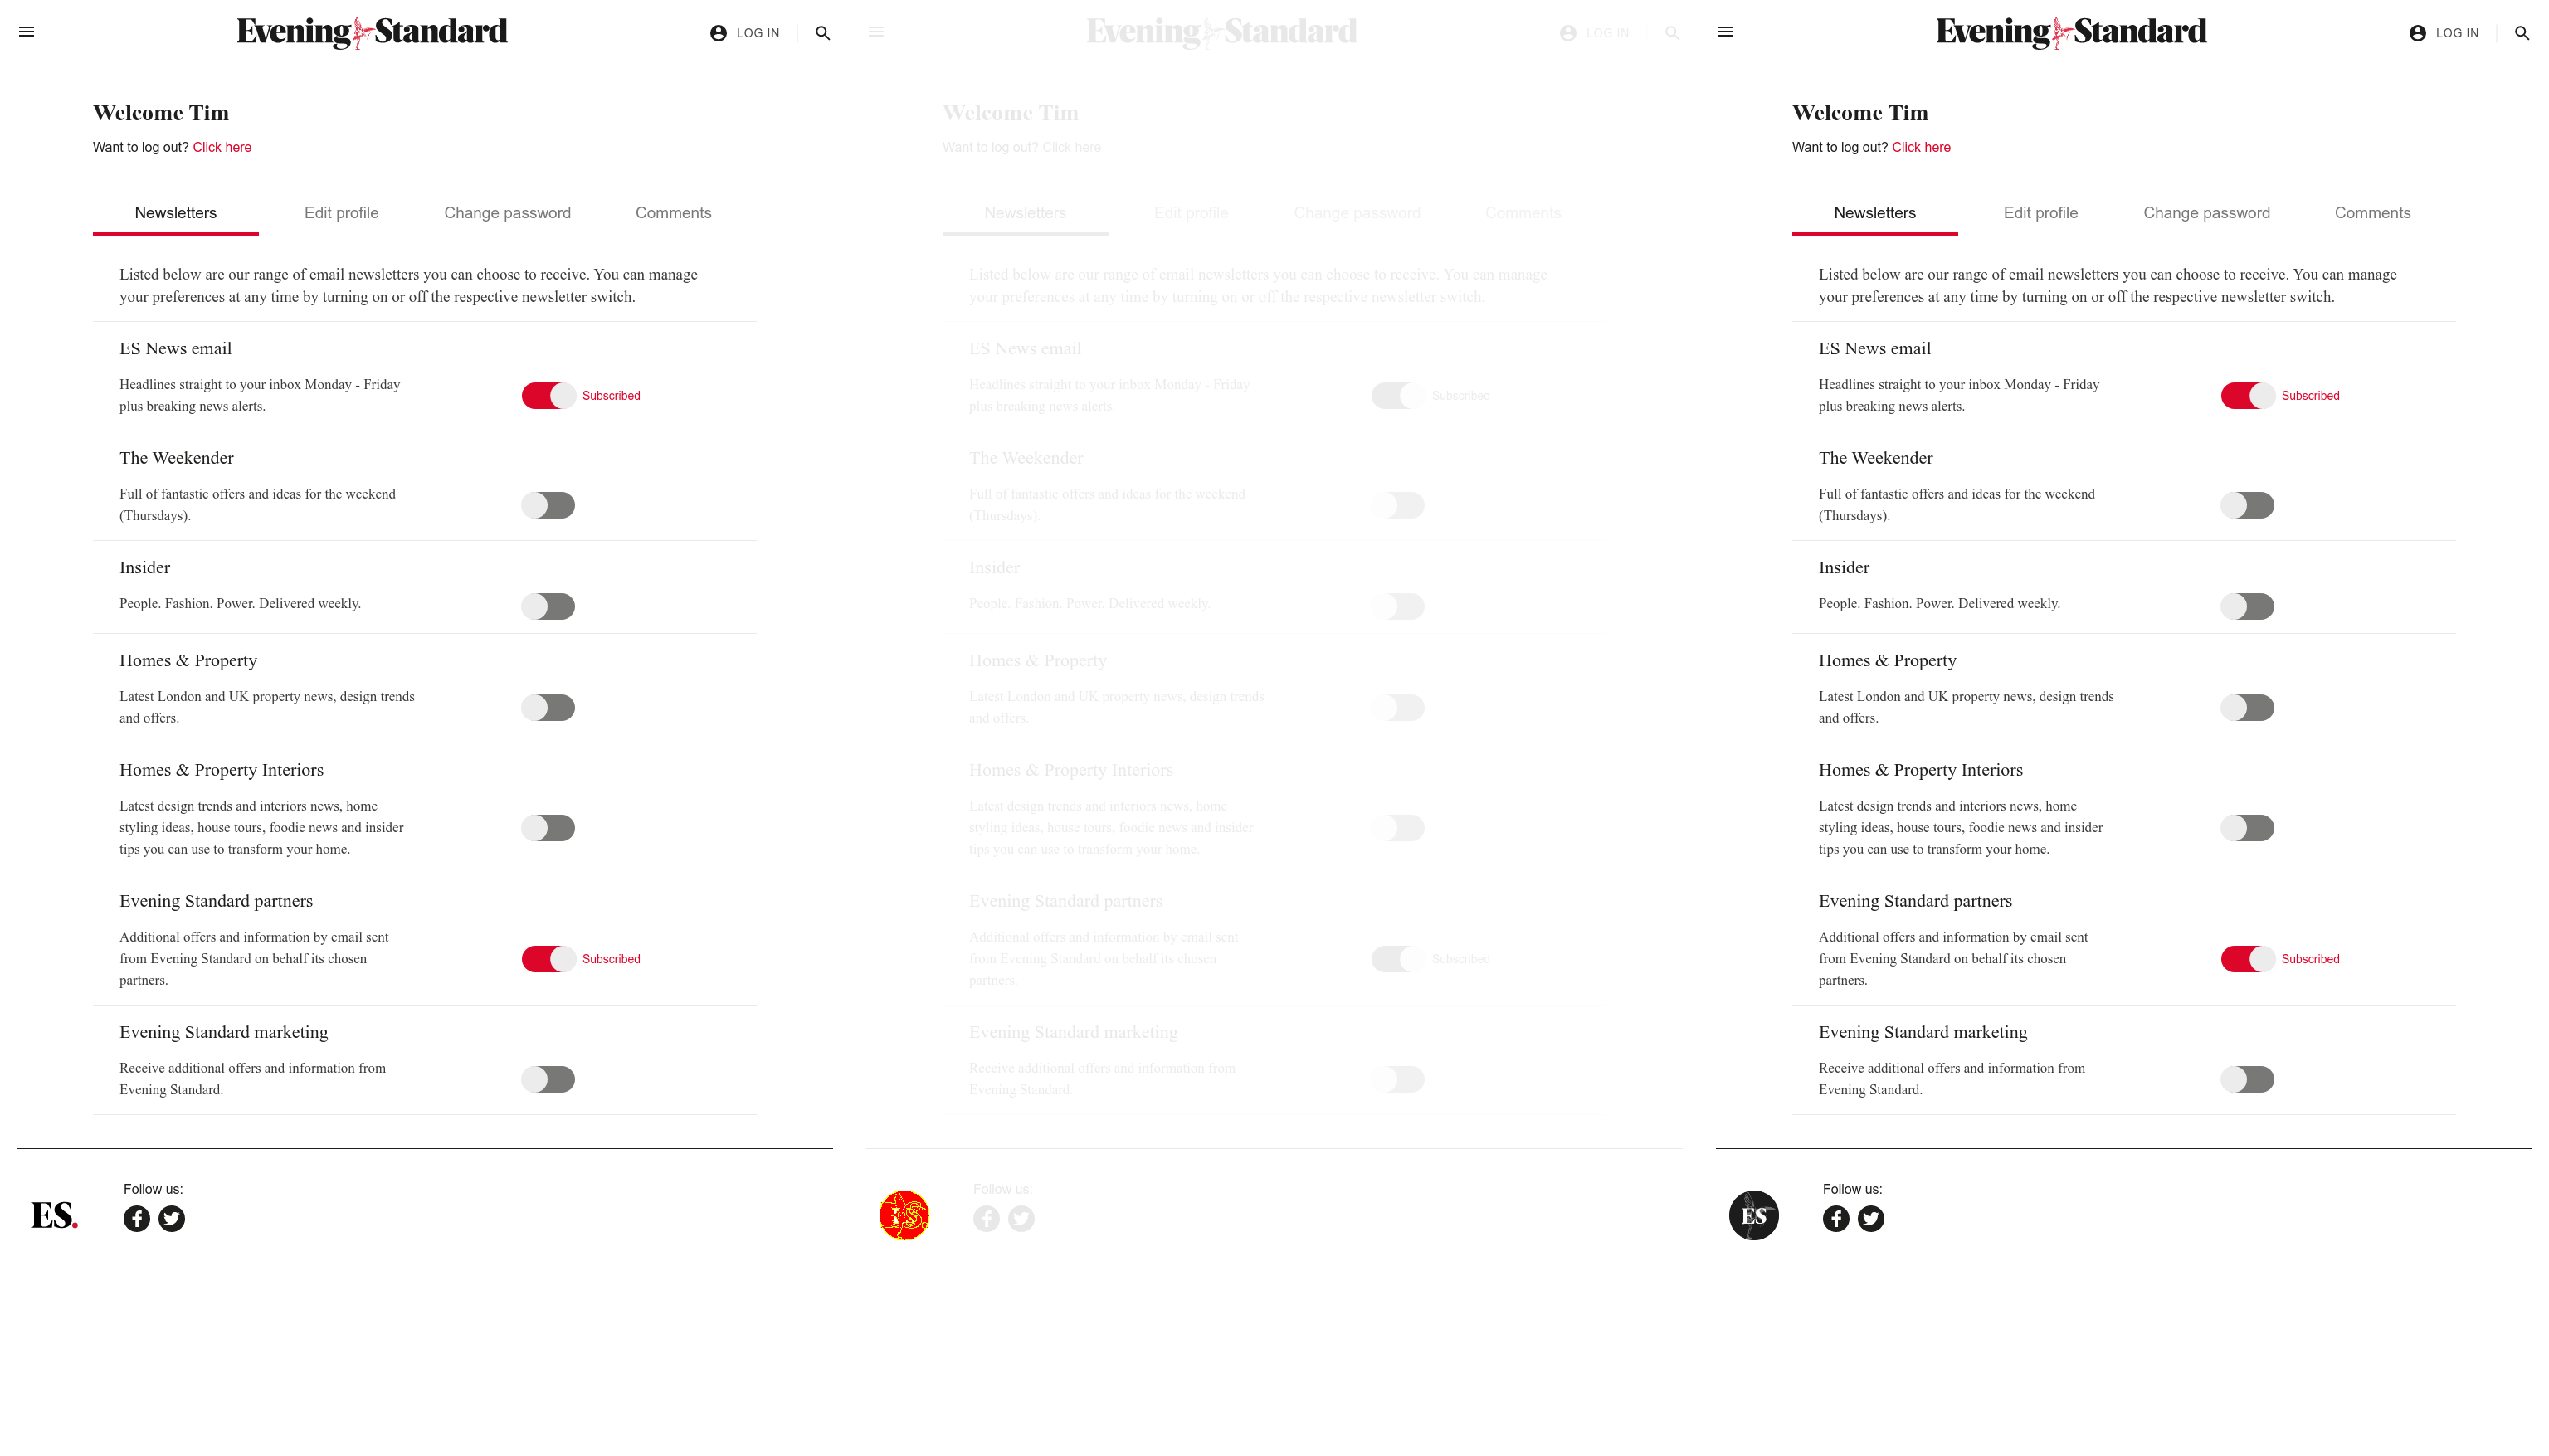 Evening Standard
LOG IN
Welcome Tim
Want to log out? Click here
Newsletters
Edit profile
Change password
Comments
Listed below are our range of email newsletters you can choose to receive. You can manage
your preferences at any time by turning on or off the respective newsletter switch.
ES News email
Headlines straight to your inbox Monday - Friday
plus breaking news alerts.
Subscribed
The Weekender
Full of fantastic offers and ideas for the weekend
(Thursdays).
Insider
People. Fashion. Power. Delivered weekly.
Homes & Property
Latest London and UK property news, design trends
and offers.
Homes & Property Interiors
Latest design trends and interiors news, home
styling ideas, house tours, foodie news and insider
tips you can use to transform your home.
Evening Standard partners
Additional offers and information by email sent
from Evening Standard on behalf its chosen
partners.
Subscribed
Evening Standard marketing
Receive additional offers and information from
Evening Standard.
ES.
Follow us:
Evening Standard
LOG IN
Welcome Tim
Want to log out? Click here
Newsletters
Edit profile
Change password
Comments
Listed below are our range of email newsletters you can choose to receive. You can manage
your preferences at any time by turning on or off the respective newsletter switch.
ES News email
Headlines straight to your inbox Monday - Friday
plus breaking news alerts.
Subscribed
The Weekender
Full of fantastic offers and ideas for the weekend
(Thursdays).
Insider
People. Fashion. Power. Delivered weekly.
Homes & Property
Latest London and UK property news, design trends
and offers.
Homes & Property Interiors
Latest design trends and interiors news, home
styling ideas, house tours, foodie news and insider
tips you can use to transform your home.
Evening Standard partners
Additional offers and information by email sent
from Evening Standard on behalf its chosen
partners.
Subscribed
Evening Standard marketing
Receive additional offers and information from
Evening Standard.
ES
Follow us:
Evening Standard
LOG IN
Welcome Tim
Want to log out? Click here
Newsletters
Edit profile
Change password
Comments
Listed below are our range of email newsletters you can choose to receive. You can manage
your preferences at any time by turning on or off the respective newsletter switch.
ES News email
Headlines straight to your inbox Monday - Friday
plus breaking news alerts.
Subscribed
The Weekender
Full of fantastic offers and ideas for the weekend
(Thursdays).
Insider
People. Fashion. Power. Delivered weekly.
Homes & Property
Latest London and UK property news, design trends
and offers.
Homes & Property Interiors
Latest design trends and interiors news, home
styling ideas, house tours, foodie news and insider
tips you can use to transform your home.
Evening Standard partners
Additional offers and information by email sent
from Evening Standard on behalf its chosen
partners.
Subscribed
Evening Standard marketing
Receive additional offers and information from
Evening Standard.
ES
Follow us: